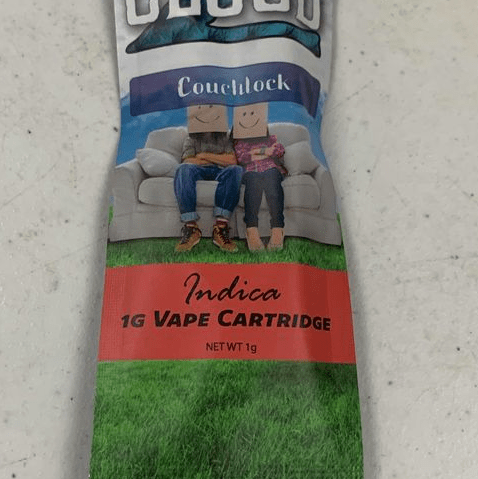 Couchlock
Indica
1G VAPE CARTRIDGE
NET WT 1g